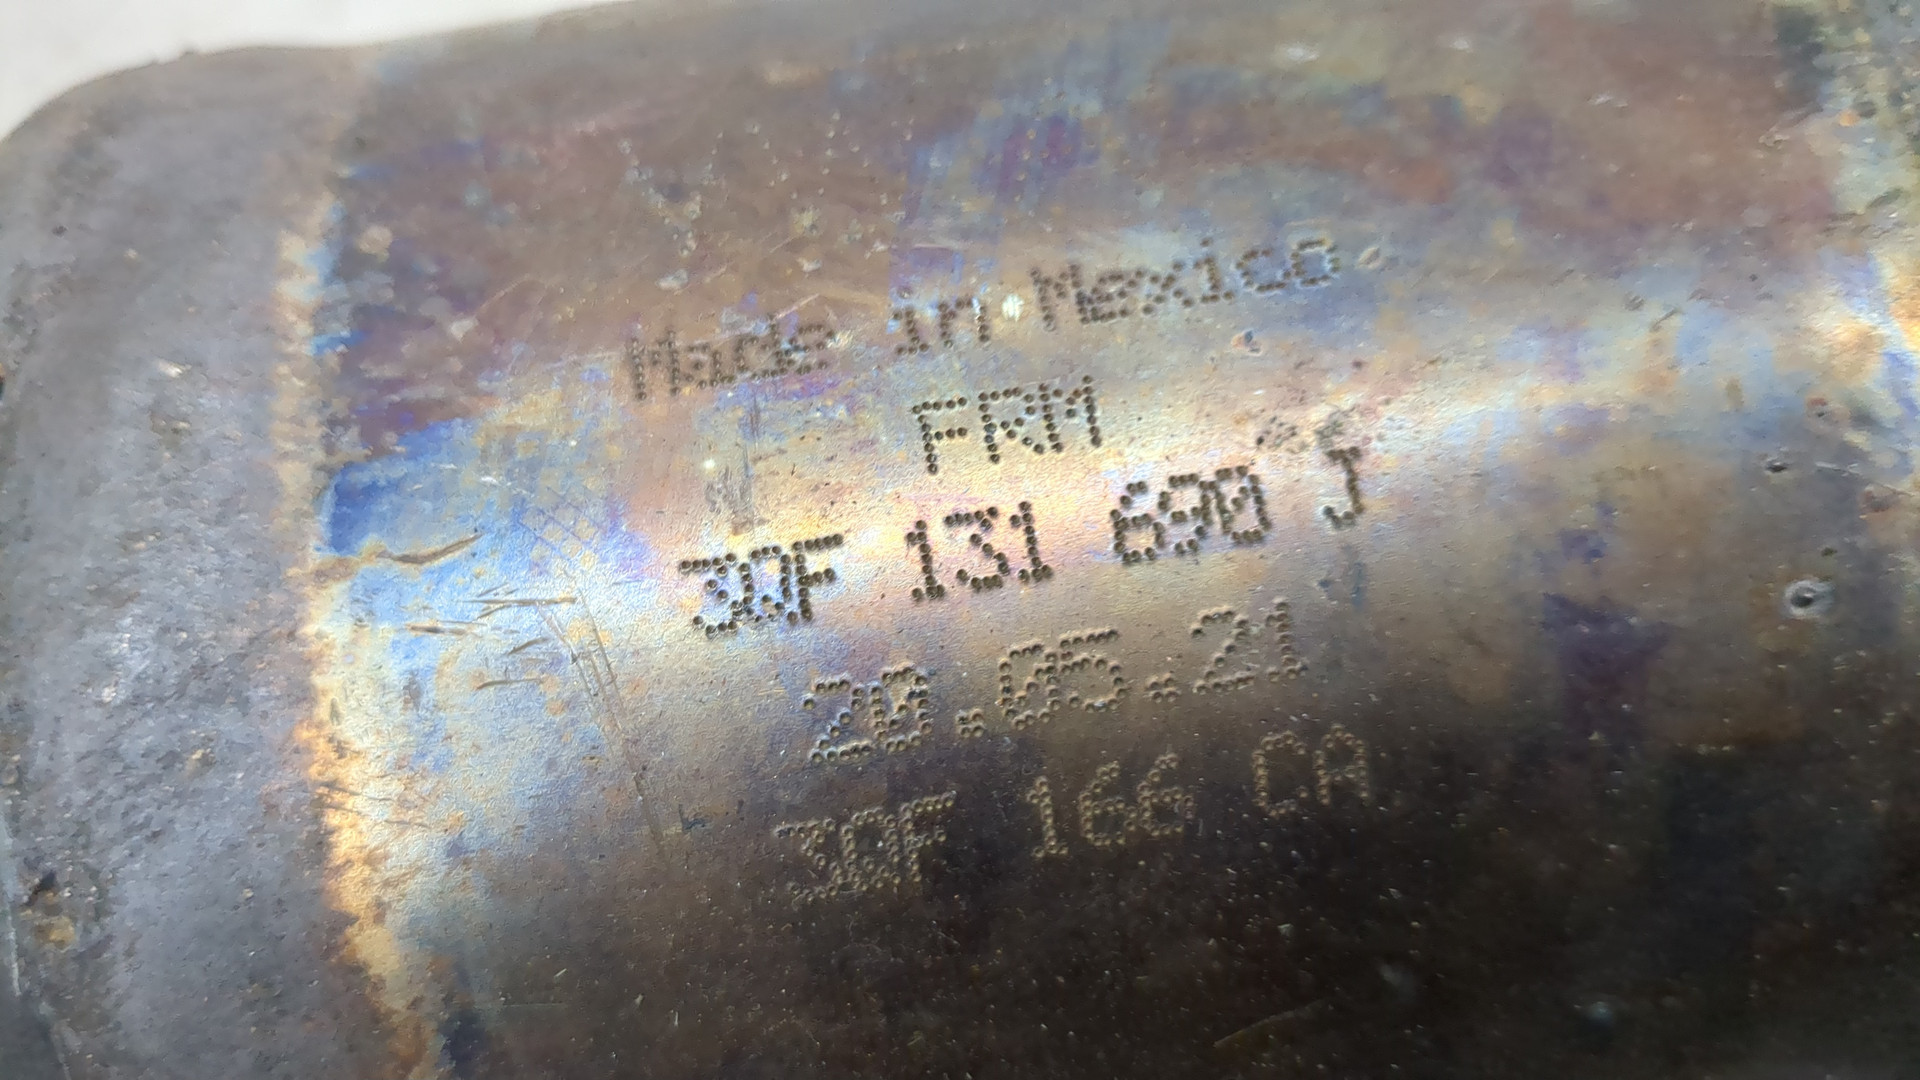 Made in Mexico
FRM
3QF 131 690 J
20.05.21
3QF 166 CA